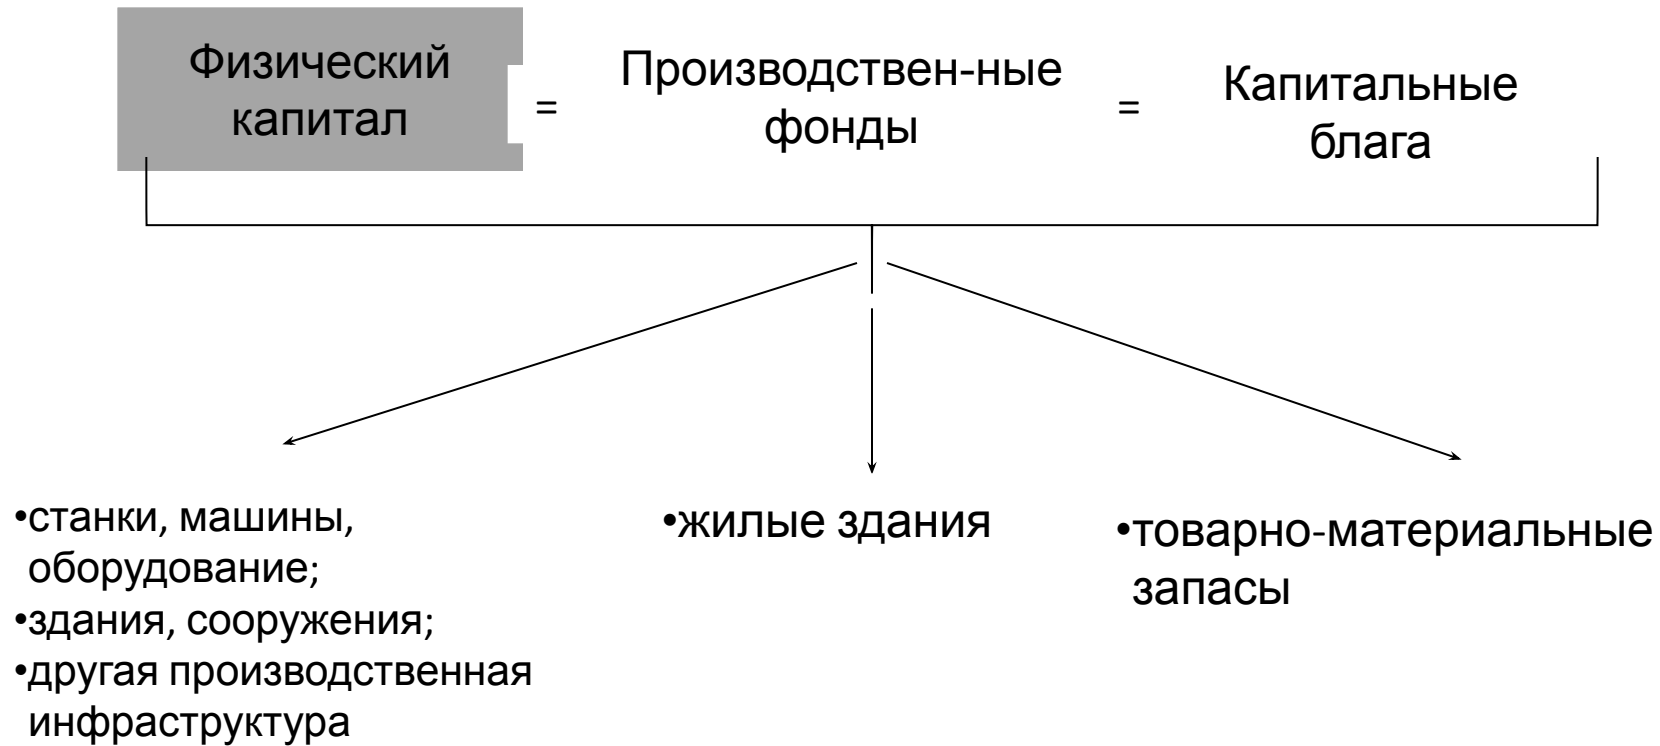 Физический
капитал
=
Производствен-ные
фонды
=
Капитальные
блага
•станки, машины,
оборудование;
•здания, сооружения;
•другая производственная
инфраструктура
•жилые здания
•товарно-материальные
запасы